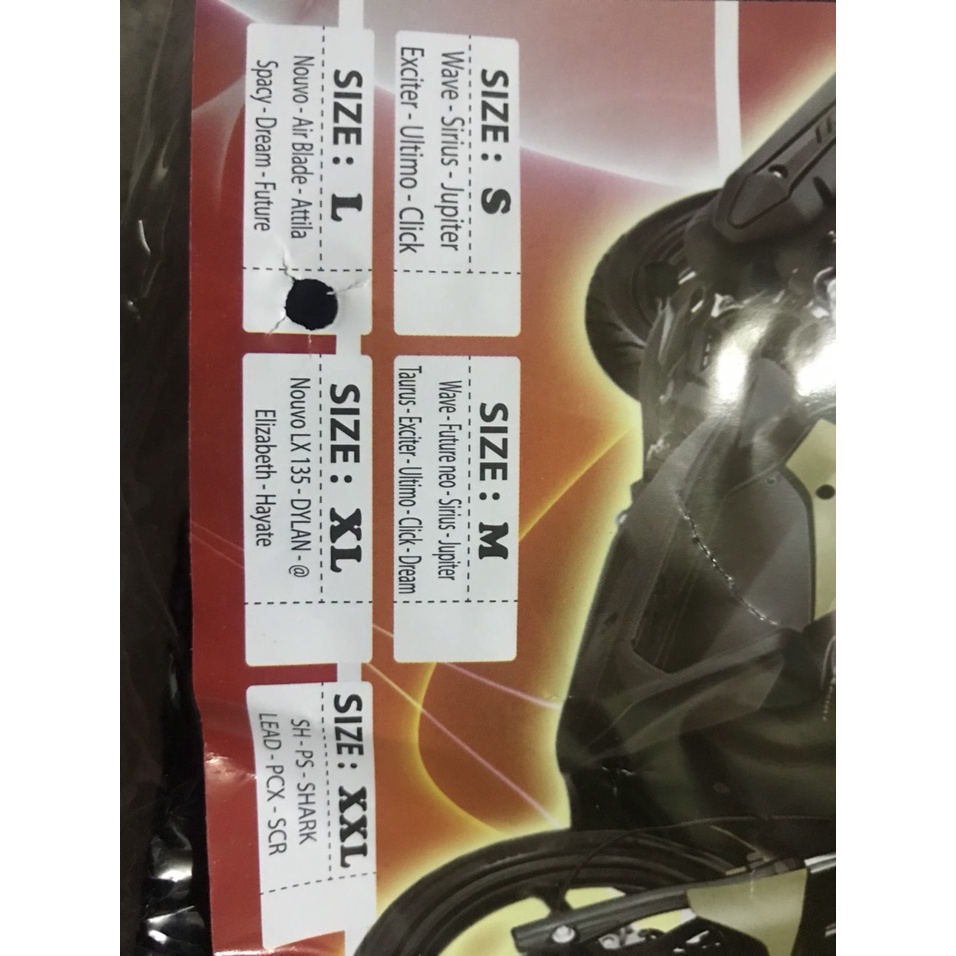 SIZE : S
Wave - Sirius - Jupiter
Exciter - Ultimo - Click
SIZE : M
Wave - Future neo - Sirius - Jupiter
Taurus - Exciter - Ultimo - Click - Dream
SIZE : L
Nouvo - Air Blade - Attila
Spacy - Dream - Future
SIZE : XL
Nouvo LX 135 - DYLAN - @
Elizabeth - Hayate
SIZE : XXL
SH - PS - SHARK
LEAD - PCX - SCR